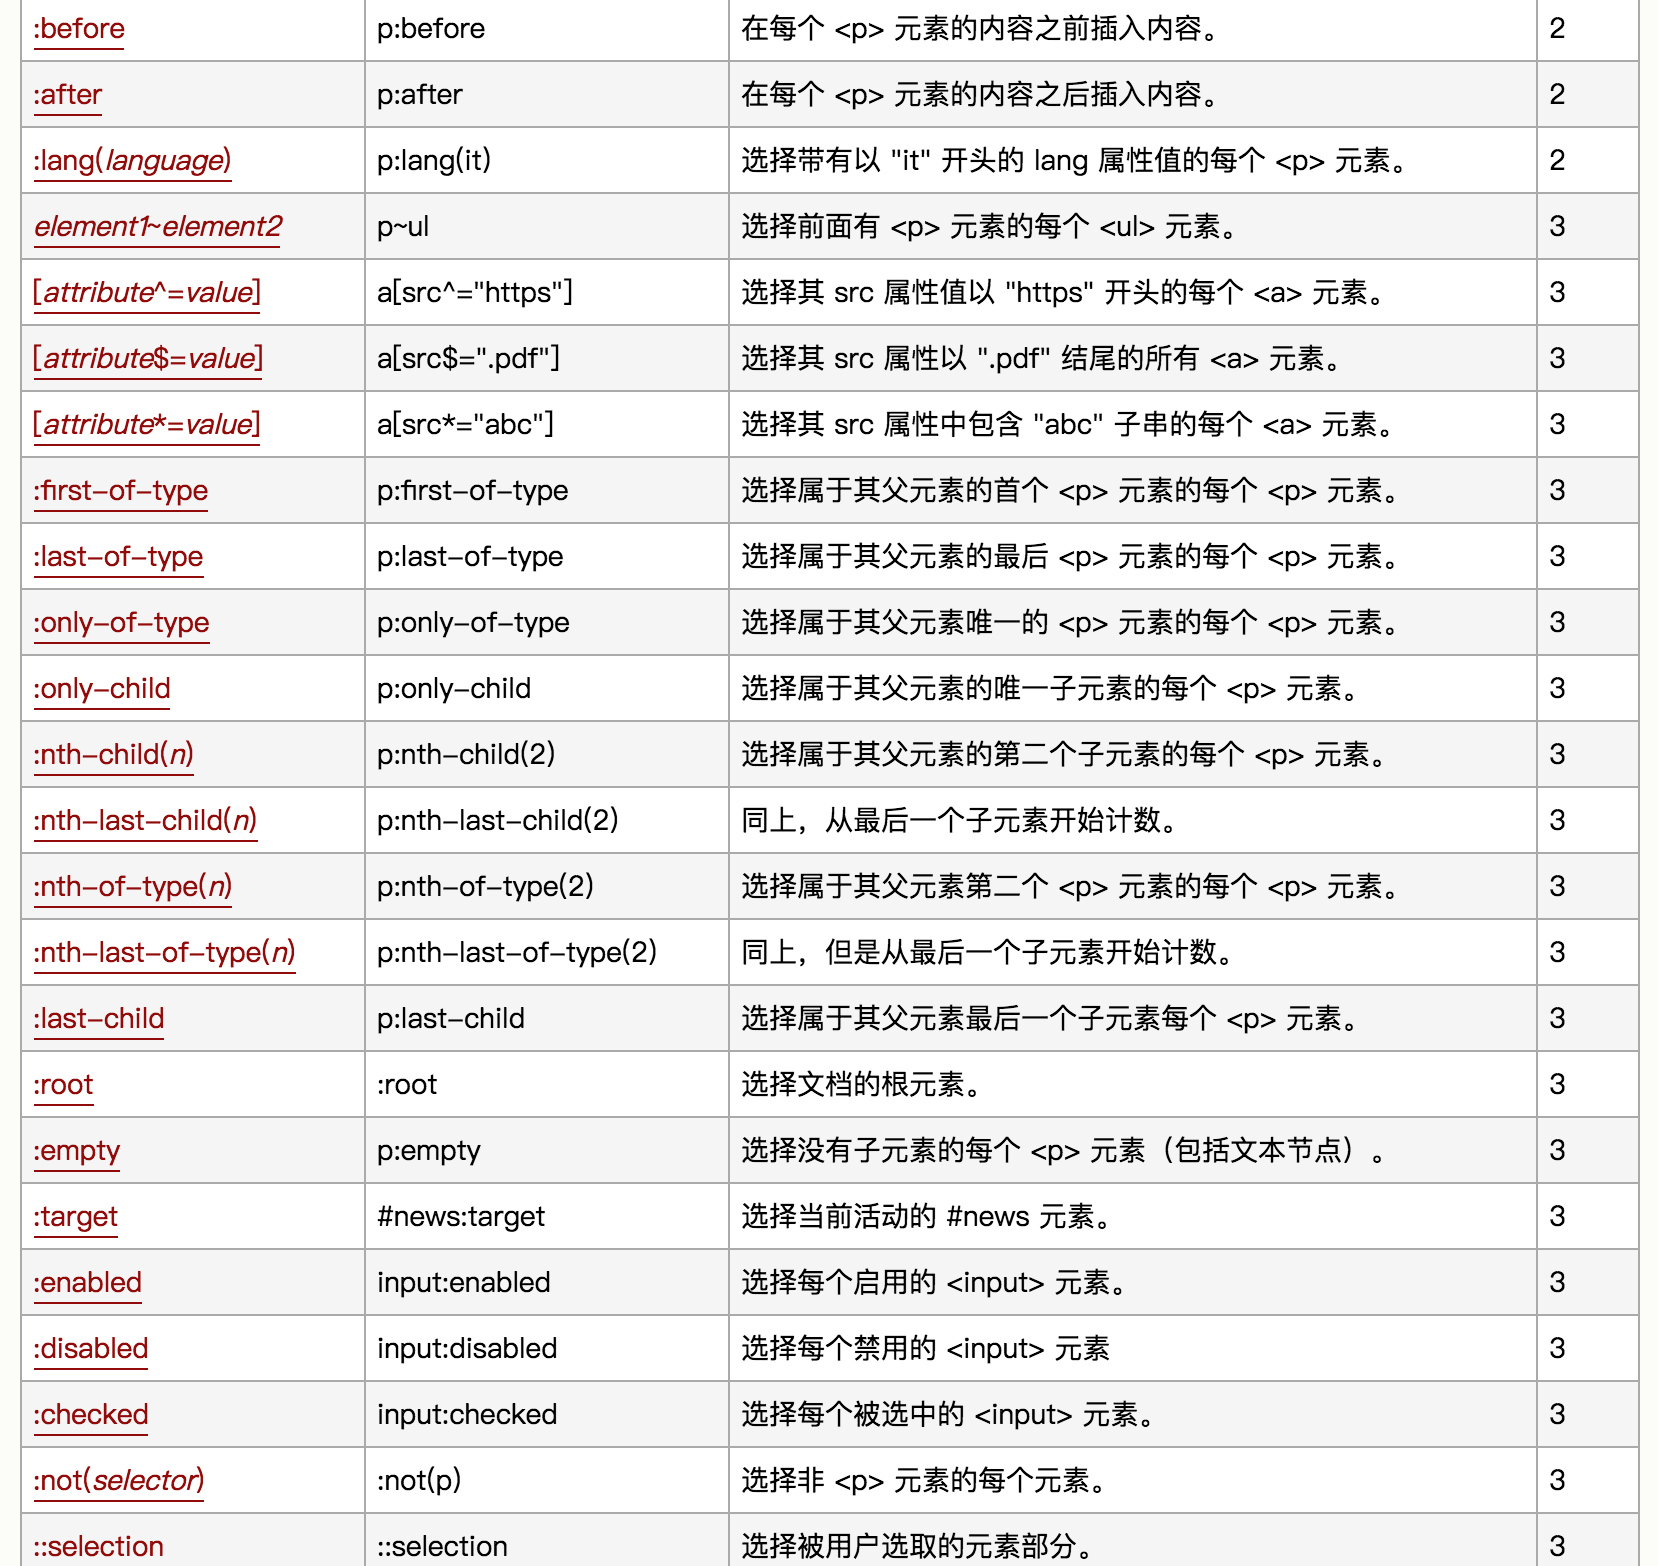 :before p:before 在每个 <p> 元素的内容之前插入内容。 2
:after p:after 在每个 <p> 元素的内容之后插入内容。 2
:lang(language) p:lang(it) 选择带有以 "it" 开头的 lang 属性值的每个 <p> 元素。 2
element1~element2 p~ul 选择前面有 <p> 元素的每个 <ul> 元素。 3
[attribute^=value] a[src^="https"] 选择其 src 属性值以 "https" 开头的每个 <a> 元素。 3
[attribute$=value] a[src$=".pdf"] 选择其 src 属性以 ".pdf" 结尾的所有 <a> 元素。 3
[attribute*=value] a[src*="abc"] 选择其 src 属性中包含 "abc" 子串的每个 <a> 元素。 3
:first-of-type p:first-of-type 选择属于其父元素的首个 <p> 元素的每个 <p> 元素。 3
:last-of-type p:last-of-type 选择属于其父元素的最后 <p> 元素的每个 <p> 元素。 3
:only-of-type p:only-of-type 选择属于其父元素唯一的 <p> 元素的每个 <p> 元素。 3
:only-child p:only-child 选择属于其父元素的唯一子元素的每个 <p> 元素。 3
:nth-child(n) p:nth-child(2) 选择属于其父元素的第二个子元素的每个 <p> 元素。 3
:nth-last-child(n) p:nth-last-child(2) 同上，从最后一个子元素开始计数。 3
:nth-of-type(n) p:nth-of-type(2) 选择属于其父元素第二个 <p> 元素的每个 <p> 元素。 3
:nth-last-of-type(n) p:nth-last-of-type(2) 同上，但是从最后一个子元素开始计数。 3
:last-child p:last-child 选择属于其父元素最后一个子元素每个 <p> 元素。 3
:root :root 选择文档的根元素。 3
:empty p:empty 选择没有子元素的每个 <p> 元素（包括文本节点）。 3
:target #news:target 选择当前活动的 #news 元素。 3
:enabled input:enabled 选择每个启用的 <input> 元素。 3
:disabled input:disabled 选择每个禁用的 <input> 元素 3
:checked input:checked 选择每个被选中的 <input> 元素。 3
:not(selector) :not(p) 选择非 <p> 元素的每个元素。 3
::selection ::selection 选择被用户选取的元素部分。 3